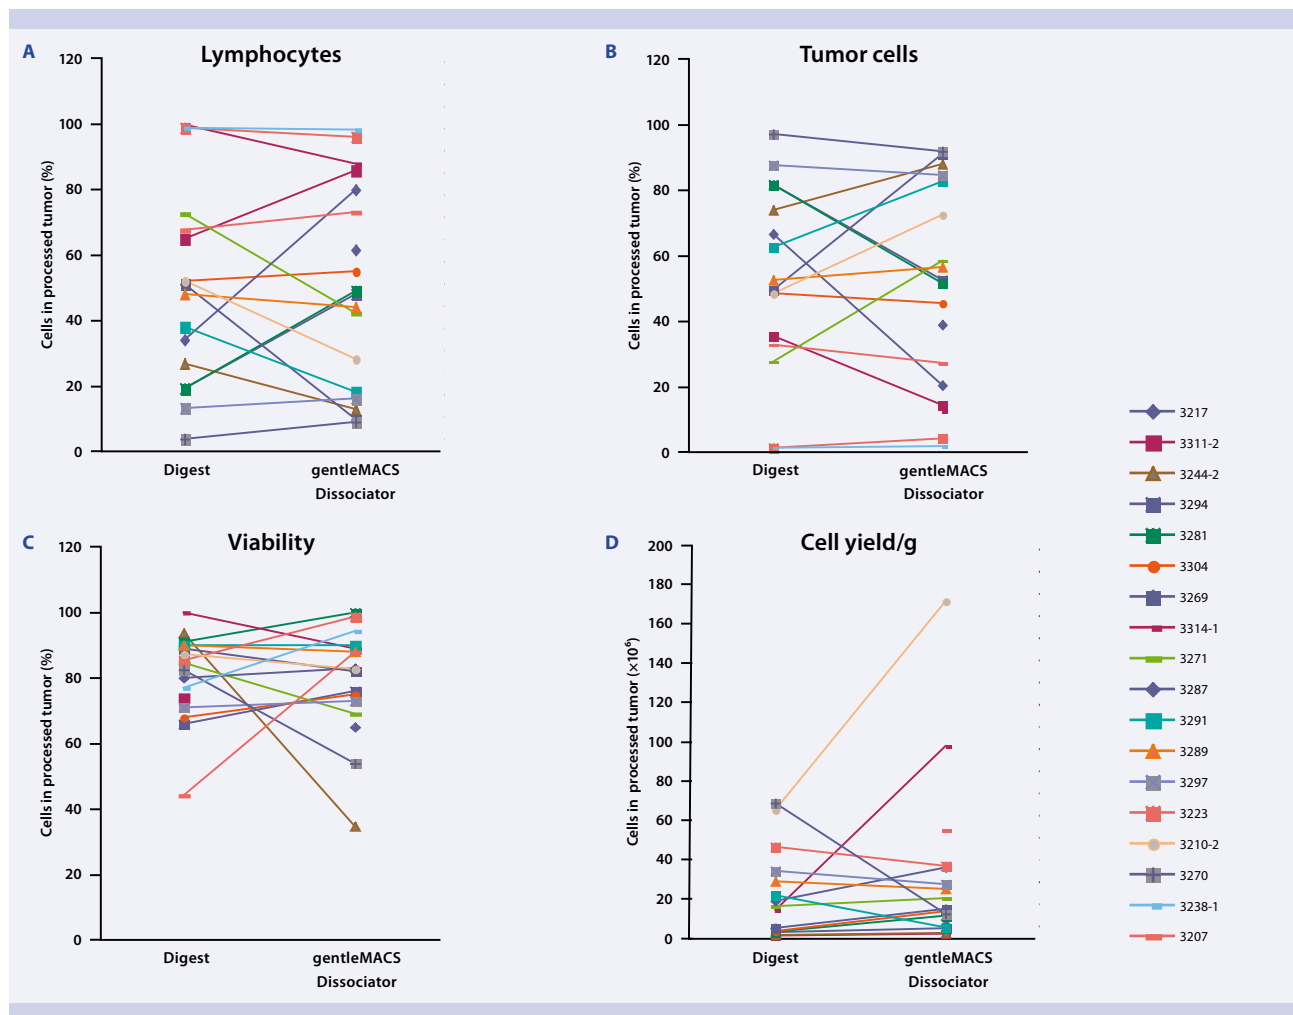 A
Lymphocytes
Cells in processed tumor (%)
120
100
80
60
40
20
0
Digest
gentleMACS
Dissociator
B
Tumor cells
Cells in processed tumor (%)
120
100
80
60
40
20
0
Digest
gentleMACS
Dissociator
C
Viability
Cells in processed tumor (%)
120
100
80
60
40
20
0
Digest
gentleMACS
Dissociator
D
Cell yield/g
Cells in processed tumor (×10⁶)
200
180
160
140
120
100
80
60
40
20
0
Digest
gentleMACS
Dissociator
3217
3311-2
3244-2
3294
3281
3304
3269
3314-1
3271
3287
3291
3289
3297
3223
3210-2
3270
3238-1
3207